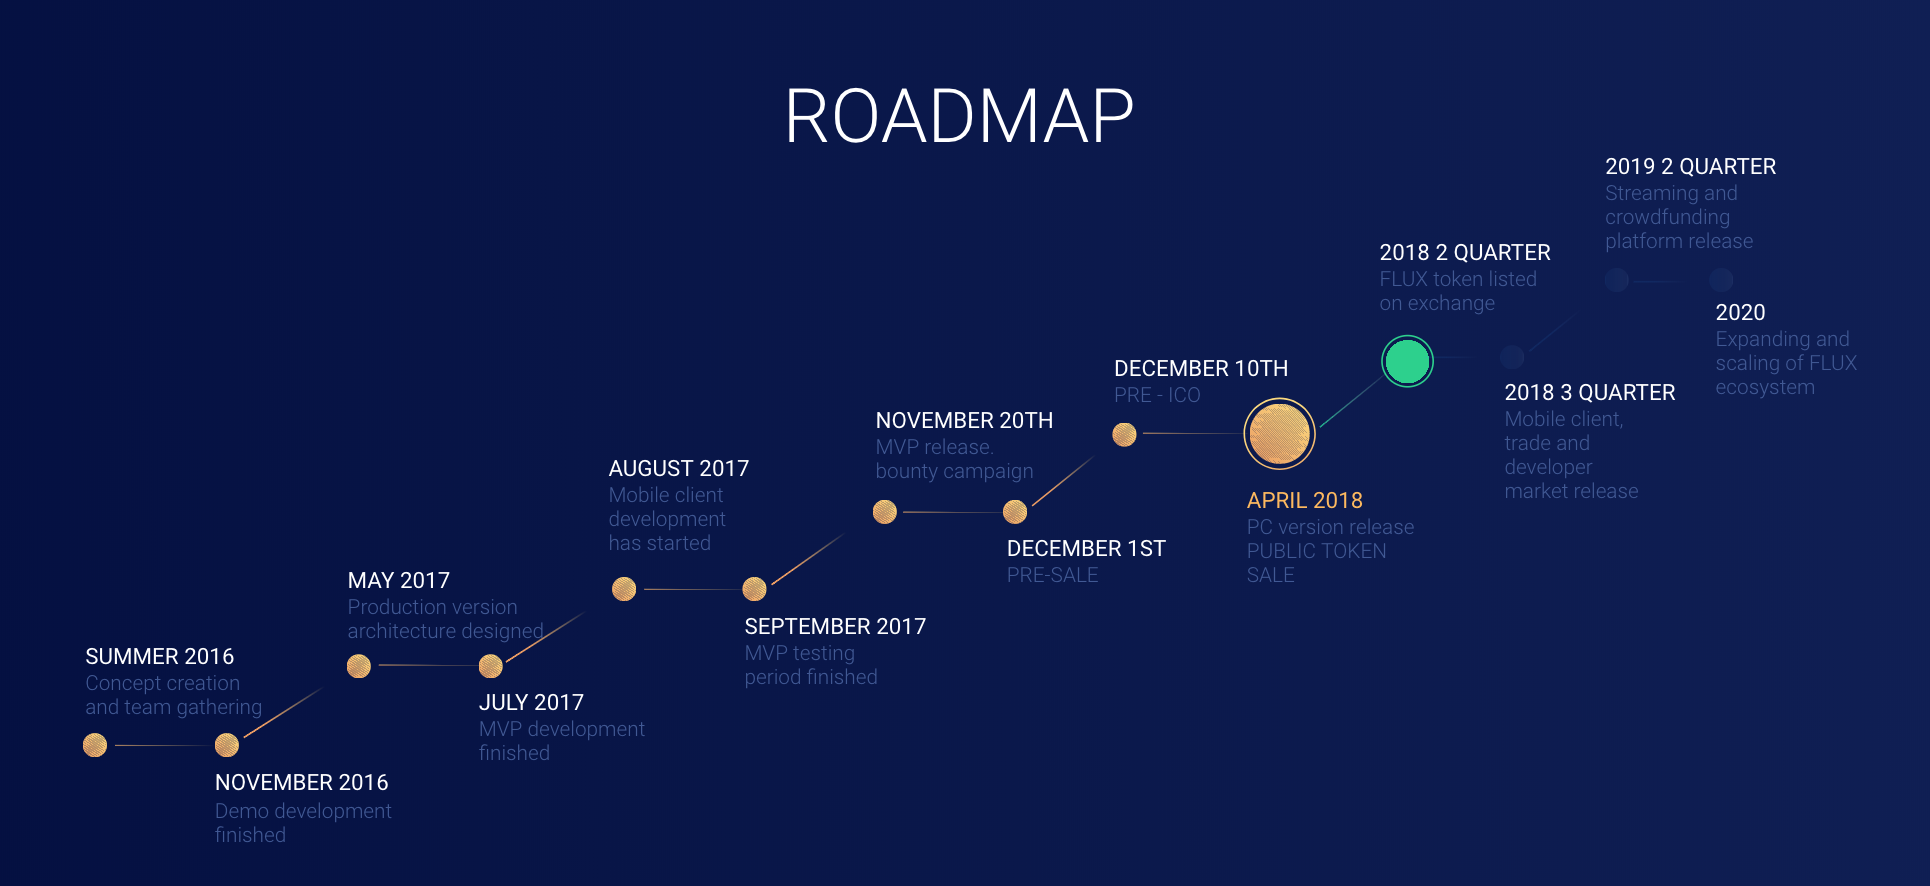 ROADMAP
SUMMER 2016
Concept creation
and team gathering
NOVEMBER 2016
Demo development
finished
MAY 2017
Production version
architecture designed
JULY 2017
MVP development
finished
AUGUST 2017
Mobile client
development
has started
SEPTEMBER 2017
MVP testing
period finished
NOVEMBER 20TH
MVP release.
bounty campaign
DECEMBER 1ST
PRE-SALE
DECEMBER 10TH
PRE - ICO
APRIL 2018
PC version release
PUBLIC TOKEN
SALE
2018 2 QUARTER
FLUX token listed
on exchange
2018 3 QUARTER
Mobile client,
trade and
developer
market release
2019 2 QUARTER
Streaming and
crowdfunding
platform release
2020
Expanding and
scaling of FLUX
ecosystem